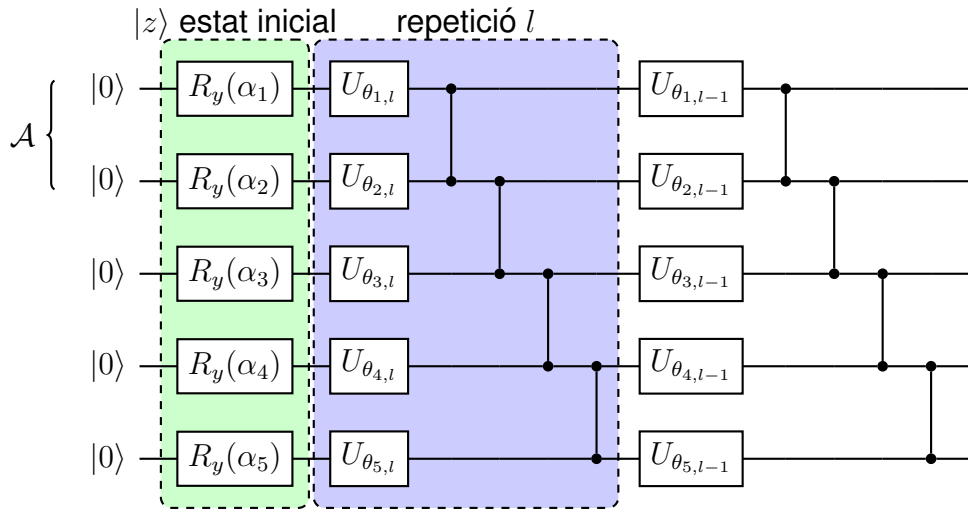 |z⟩ estat inicial repetició l
|0⟩ R_y(α_1) U_{θ_{1,l}} U_{θ_{1,l−1}}
𝒜 {
|0⟩ R_y(α_2) U_{θ_{2,l}} U_{θ_{2,l−1}}
|0⟩ R_y(α_3) U_{θ_{3,l}} U_{θ_{3,l−1}}
|0⟩ R_y(α_4) U_{θ_{4,l}} U_{θ_{4,l−1}}
|0⟩ R_y(α_5) U_{θ_{5,l}} U_{θ_{5,l−1}}